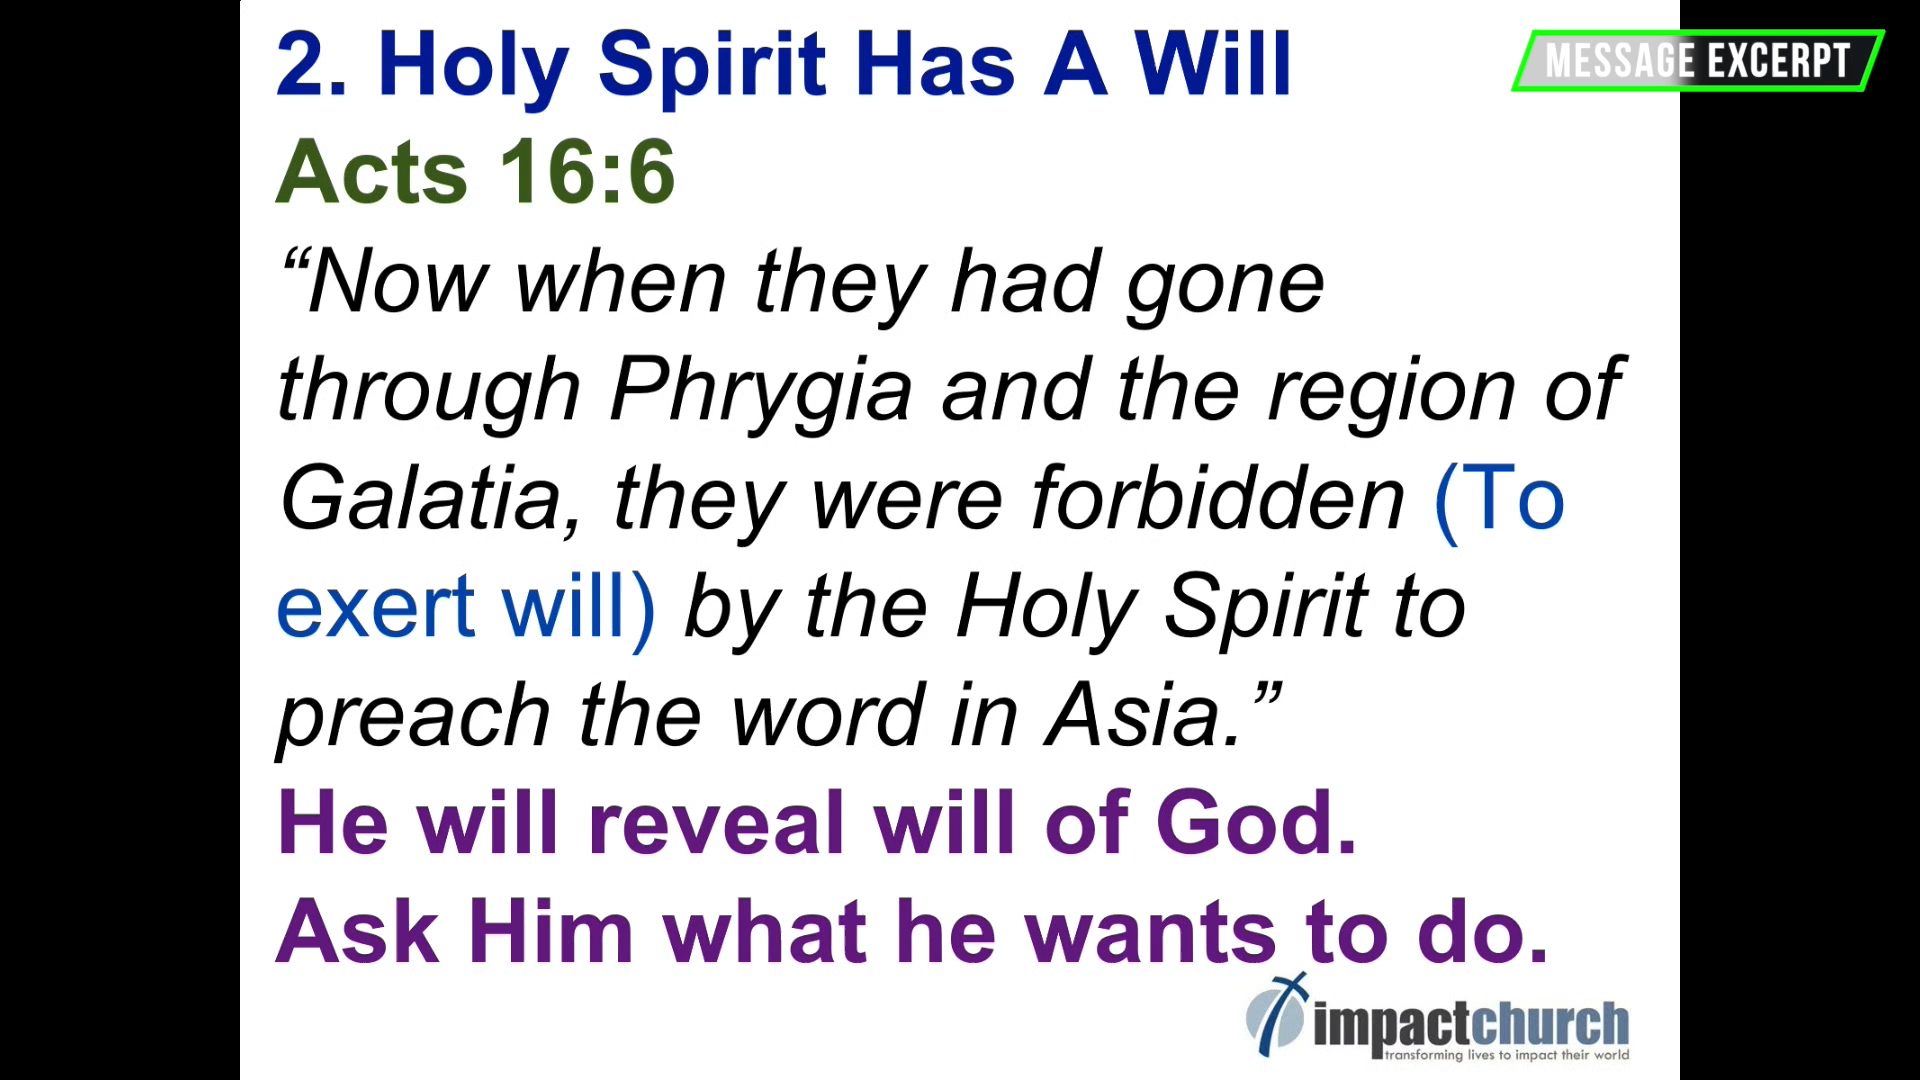 2. Holy Spirit Has A Will
MESSAGE EXCERPT
Acts 16:6
“Now when they had gone
through Phrygia and the region of
Galatia, they were forbidden (To
exert will) by the Holy Spirit to
preach the word in Asia.”
He will reveal will of God.
Ask Him what he wants to do.
impactchurch
transforming lives to impact their world